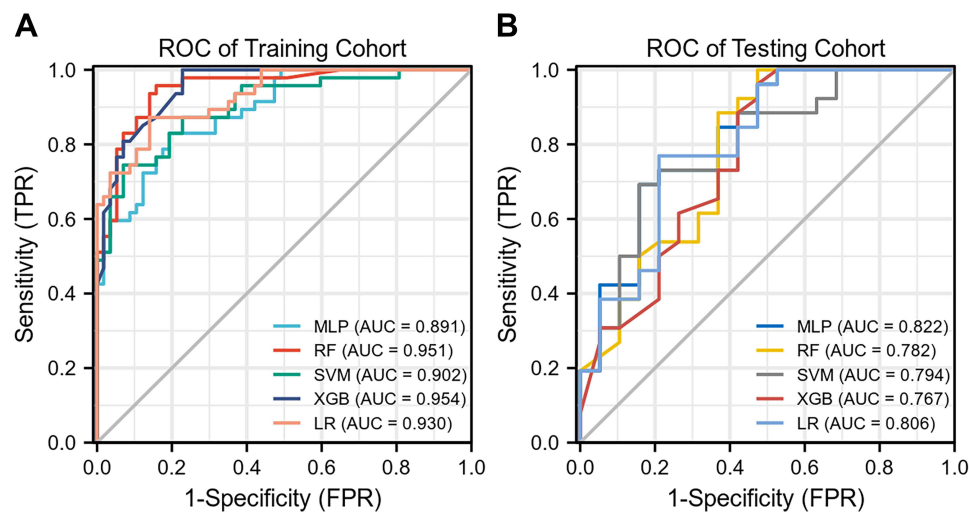 A
ROC of Training Cohort
Sensitivity (TPR)
1.0
0.8
0.6
0.4
0.2
0.0
MLP (AUC = 0.891)
RF (AUC = 0.951)
SVM (AUC = 0.902)
XGB (AUC = 0.954)
LR (AUC = 0.930)
0.0 0.2 0.4 0.6 0.8 1.0
1-Specificity (FPR)
B
ROC of Testing Cohort
Sensitivity (TPR)
1.0
0.8
0.6
0.4
0.2
0.0
MLP (AUC = 0.822)
RF (AUC = 0.782)
SVM (AUC = 0.794)
XGB (AUC = 0.767)
LR (AUC = 0.806)
0.0 0.2 0.4 0.6 0.8 1.0
1-Specificity (FPR)